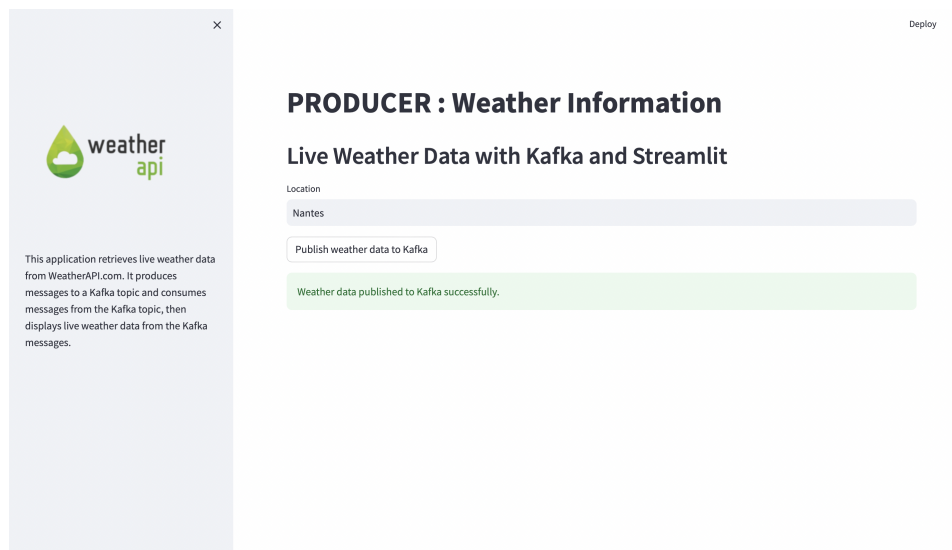 weather
api
This application retrieves live weather data
from WeatherAPI.com. It produces
messages to a Kafka topic and consumes
messages from the Kafka topic, then
displays live weather data from the Kafka
messages.
Deploy
PRODUCER : Weather Information
Live Weather Data with Kafka and Streamlit
Location
Nantes
Publish weather data to Kafka
Weather data published to Kafka successfully.